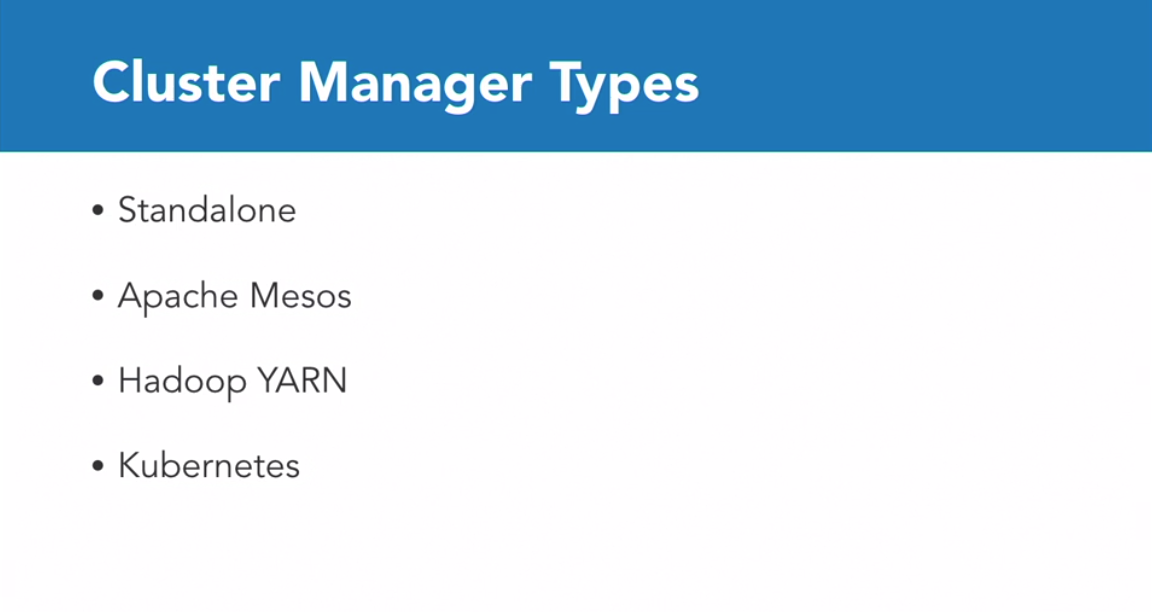 Cluster Manager Types
• Standalone
• Apache Mesos
• Hadoop YARN
• Kubernetes